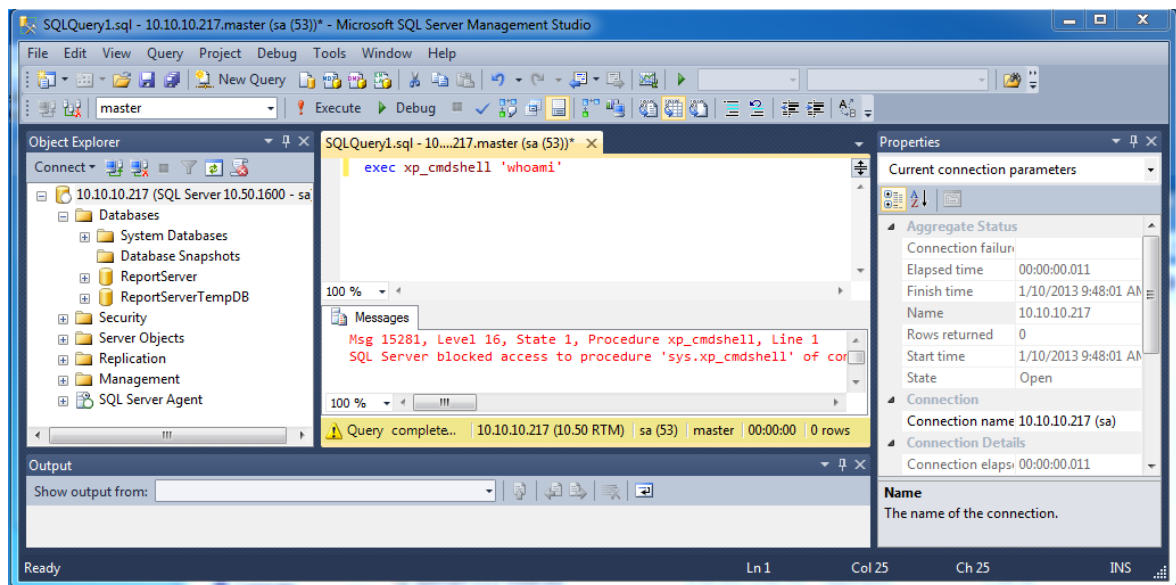 SQLQuery1.sql - 10.10.10.217.master (sa (53))* - Microsoft SQL Server Management Studio
File Edit View Query Project Debug Tools Window Help
New Query
master Execute Debug
Object Explorer
Connect
10.10.10.217 (SQL Server 10.50.1600 - sa
Databases
System Databases
Database Snapshots
ReportServer
ReportServerTempDB
Security
Server Objects
Replication
Management
SQL Server Agent
SQLQuery1.sql - 10....217.master (sa (53))*
exec xp_cmdshell 'whoami'
100 %
Messages
Msg 15281, Level 16, State 1, Procedure xp_cmdshell, Line 1
SQL Server blocked access to procedure 'sys.xp_cmdshell' of
100 %
Query complete... 10.10.10.217 (10.50 RTM) sa (53) master 00:00:00 0 rows
Properties
Current connection parameters
Aggregate Status
Connection
Elapsed time 00:00:00.011
Finish time 1/10/2013 9:48:01 AM
Name 10.10.10.217
Rows returned 0
Start time 1/10/2013 9:48:01 AM
State Open
Connection
Connection name 10.10.10.217 (sa)
Connection Details
Connection elaps 00:00:00.011
Name
The name of the connection.
Output
Show output from:
Ready Ln 1 Col 25 Ch 25 INS